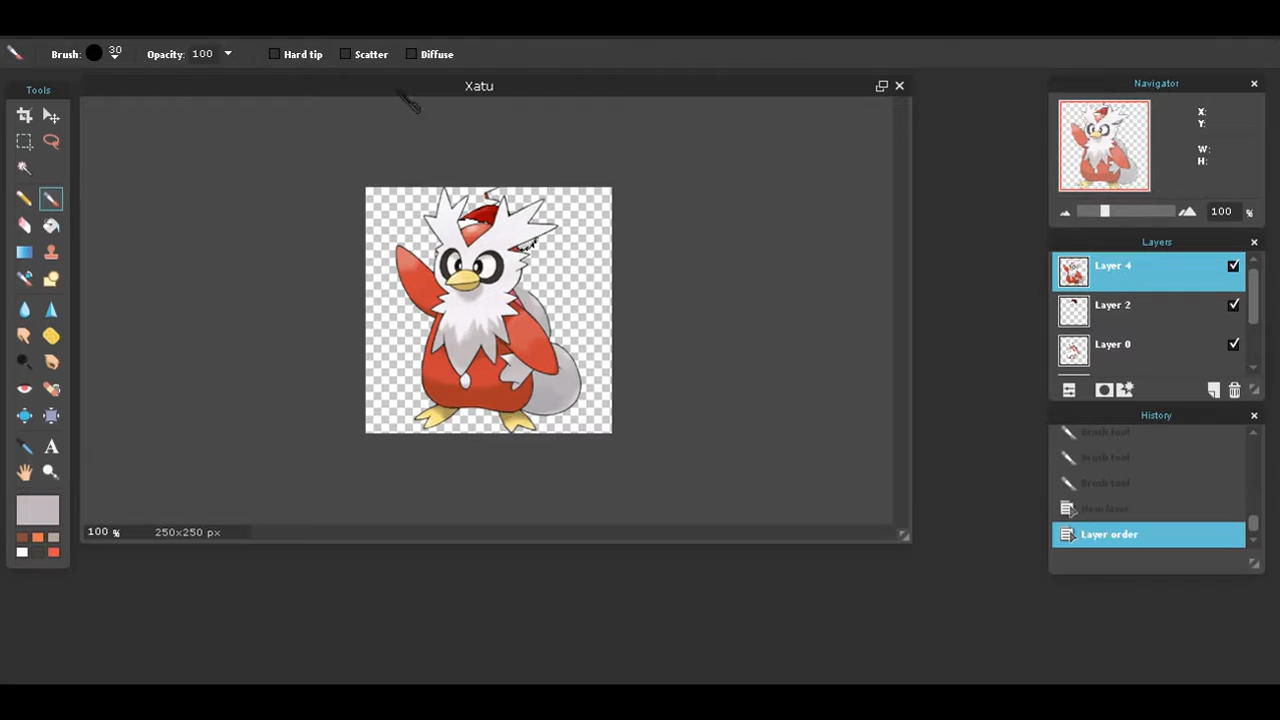 Brush: 30 Opacity: 100 Hard tip Scatter Diffuse
Tools
Xatu
100 % 250x250 px
Navigator
X:
Y:
W:
H:
100 %
Layers
Layer 4
Layer 2
Layer 0
History
Brush tool
Brush tool
Brush tool
New layer
Layer order